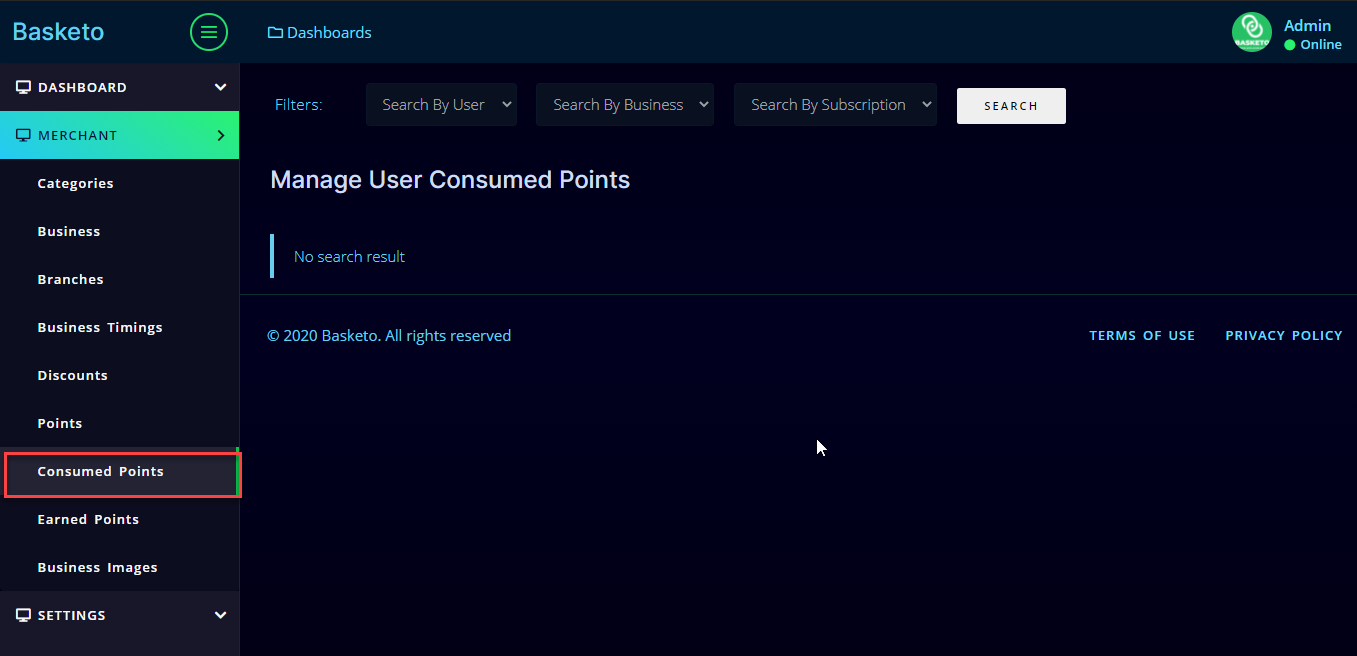 Basketo
Dashboards
BASKETO
Admin
Online
DASHBOARD
MERCHANT
Categories
Business
Branches
Business Timings
Discounts
Points
Consumed Points
Earned Points
Business Images
SETTINGS
Filters:
Search By User
Search By Business
Search By Subscription
SEARCH
Manage User Consumed Points
No search result
© 2020 Basketo. All rights reserved
TERMS OF USE
PRIVACY POLICY